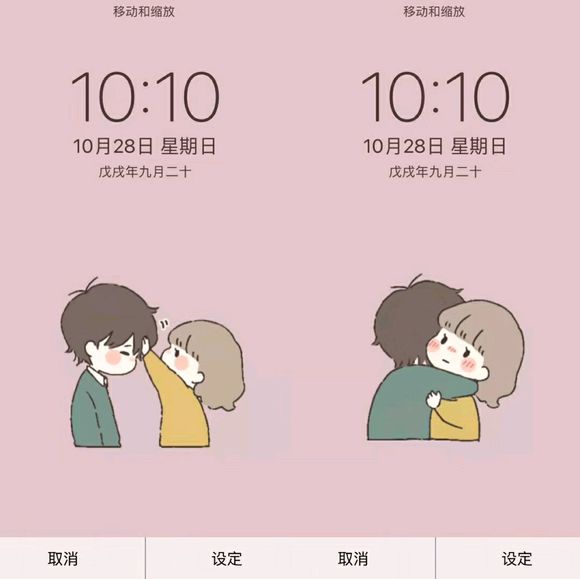 移动和缩放
10:10
10月28日 星期日
戊戌年九月二十
取消
设定
移动和缩放
10:10
10月28日 星期日
戊戌年九月二十
取消
设定